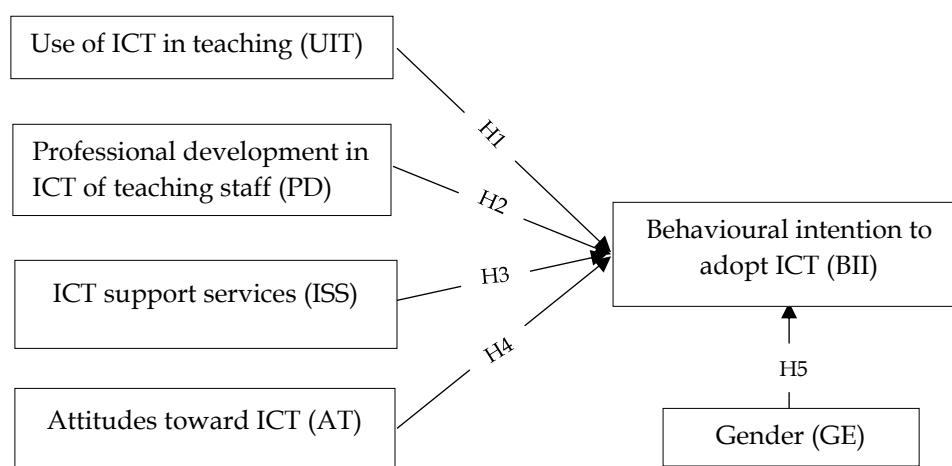 Use of ICT in teaching (UIT)
H1
Professional development in
ICT of teaching staff (PD)
H2
Behavioural intention to
adopt ICT (BII)
ICT support services (ISS)
H3
H4
H5
Attitudes toward ICT (AT)
Gender (GE)